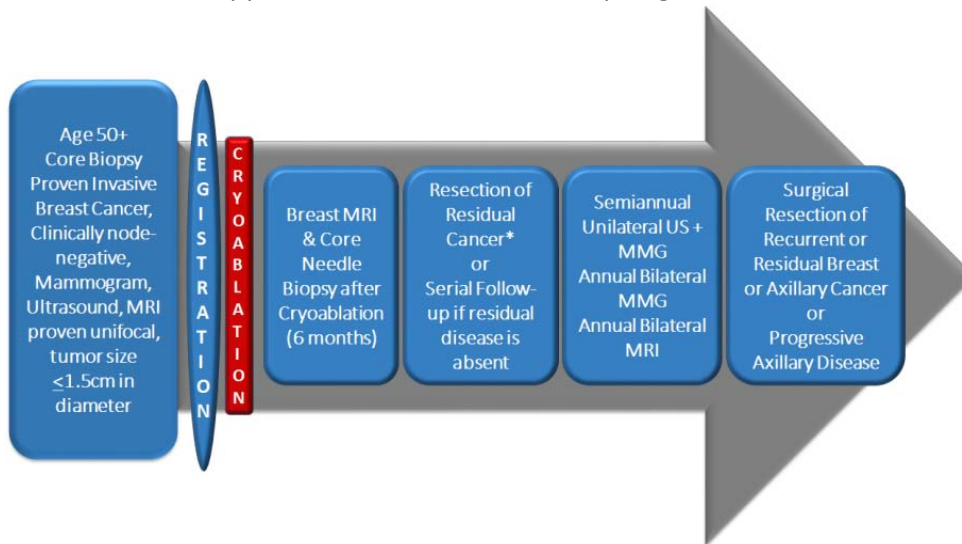 Age 50+
Core Biopsy
Proven Invasive
Breast Cancer,
Clinically node-
negative,
Mammogram,
Ultrasound, MRI
proven unifocal,
tumor size
≤1.5cm in
diameter
REGISTRATION
CRYOABLATION
Breast MRI
& Core
Needle
Biopsy after
Cryoablation
(6 months)
Resection of
Residual
Cancer*
or
Serial Follow-
up if residual
disease is
absent
Semiannual
Unilateral US +
MMG
Annual Bilateral
MMG
Annual Bilateral
MRI
Surgical
Resection of
Recurrent or
Residual Breast
or Axillary Cancer
or
Progressive
Axillary Disease